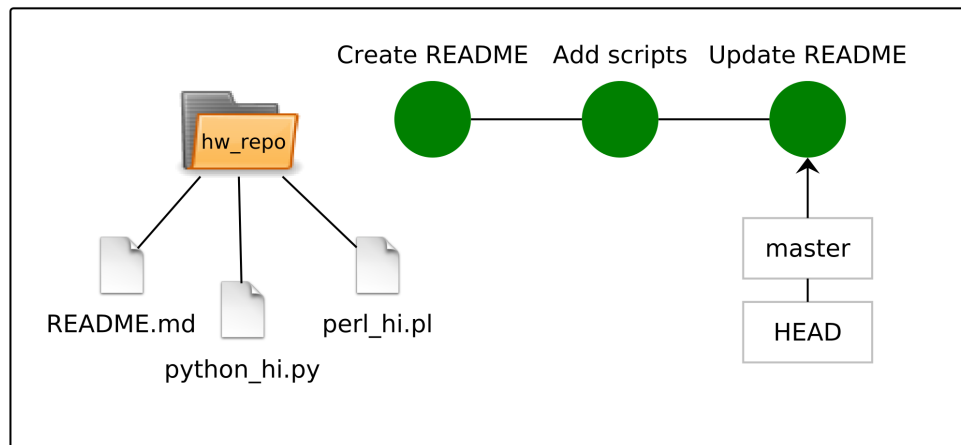 Create README
Add scripts
Update README
hw_repo
README.md
python_hi.py
perl_hi.pl
master
HEAD